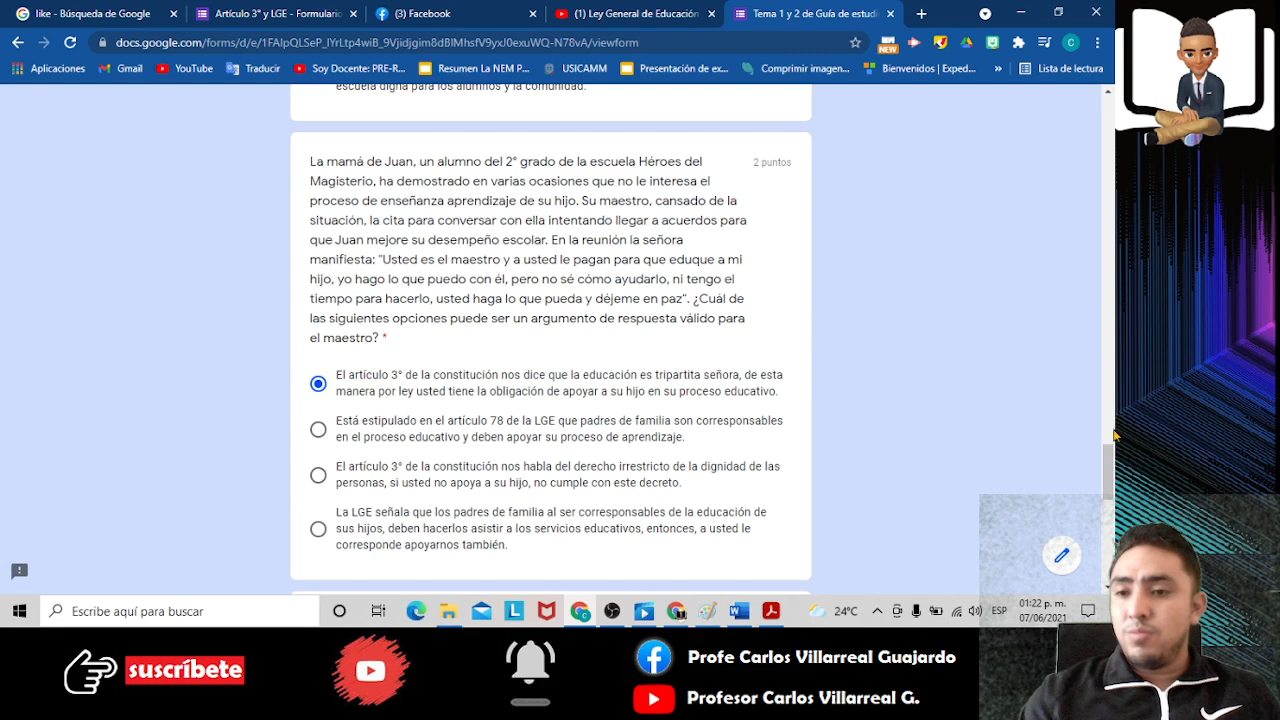 like - Búsqueda de Google
Artículo 3° y LGE - Formulario
(3) Facebook
(1) Ley General de Educación
Tema 1 y 2 de Guía de estudi
docs.google.com/forms/d/e/1FAIpQLSeP_lYrLtp4wiB_9Vjidjgim8dBlMhsfV9yxJ0exuWQ-N78vA/viewform
NEW
C
Aplicaciones
Gmail
YouTube
Traducir
Soy Docente: PRE-R...
Resumen LA NEM P...
USICAMM
Presentación de ex...
Comprimir imagen...
Bienvenidos | Exped...
»
Lista de lectura
escuela digna para los alumnos y la comunidad.
La mamá de Juan, un alumno del 2° grado de la escuela Héroes del
2 puntos
Magisterio, ha demostrado en varias ocasiones que no le interesa el
proceso de enseñanza aprendizaje de su hijo. Su maestro, cansado de la
situación, la cita para conversar con ella intentando llegar a acuerdos para
que Juan mejore su desempeño escolar. En la reunión la señora
manifiesta: "Usted es el maestro y a usted le pagan para que eduque a mi
hijo, yo hago lo que puedo con él, pero no sé cómo ayudarlo, ni tengo el
tiempo para hacerlo, usted haga lo que pueda y déjeme en paz". ¿Cuál de
las siguientes opciones puede ser un argumento de respuesta válido para
el maestro? *
El artículo 3° de la constitución nos dice que la educación es tripartita señora, de esta
manera por ley usted tiene la obligación de apoyar a su hijo en su proceso educativo.
Está estipulado en el artículo 78 de la LGE que padres de familia son corresponsables
en el proceso educativo y deben apoyar su proceso de aprendizaje.
El artículo 3° de la constitución nos habla del derecho irrestricto de la dignidad de las
personas, si usted no apoya a su hijo, no cumple con este decreto.
La LGE señala que los padres de familia al ser corresponsables de la educación de
sus hijos, deben hacerlos asistir a los servicios educativos, entonces, a usted le
corresponde apoyarnos también.
Escribe aquí para buscar
24°C
ESP
01:22 p. m.
07/06/2021
suscríbete
Profe Carlos Villarreal Guajardo
Profesor Carlos Villarreal G.